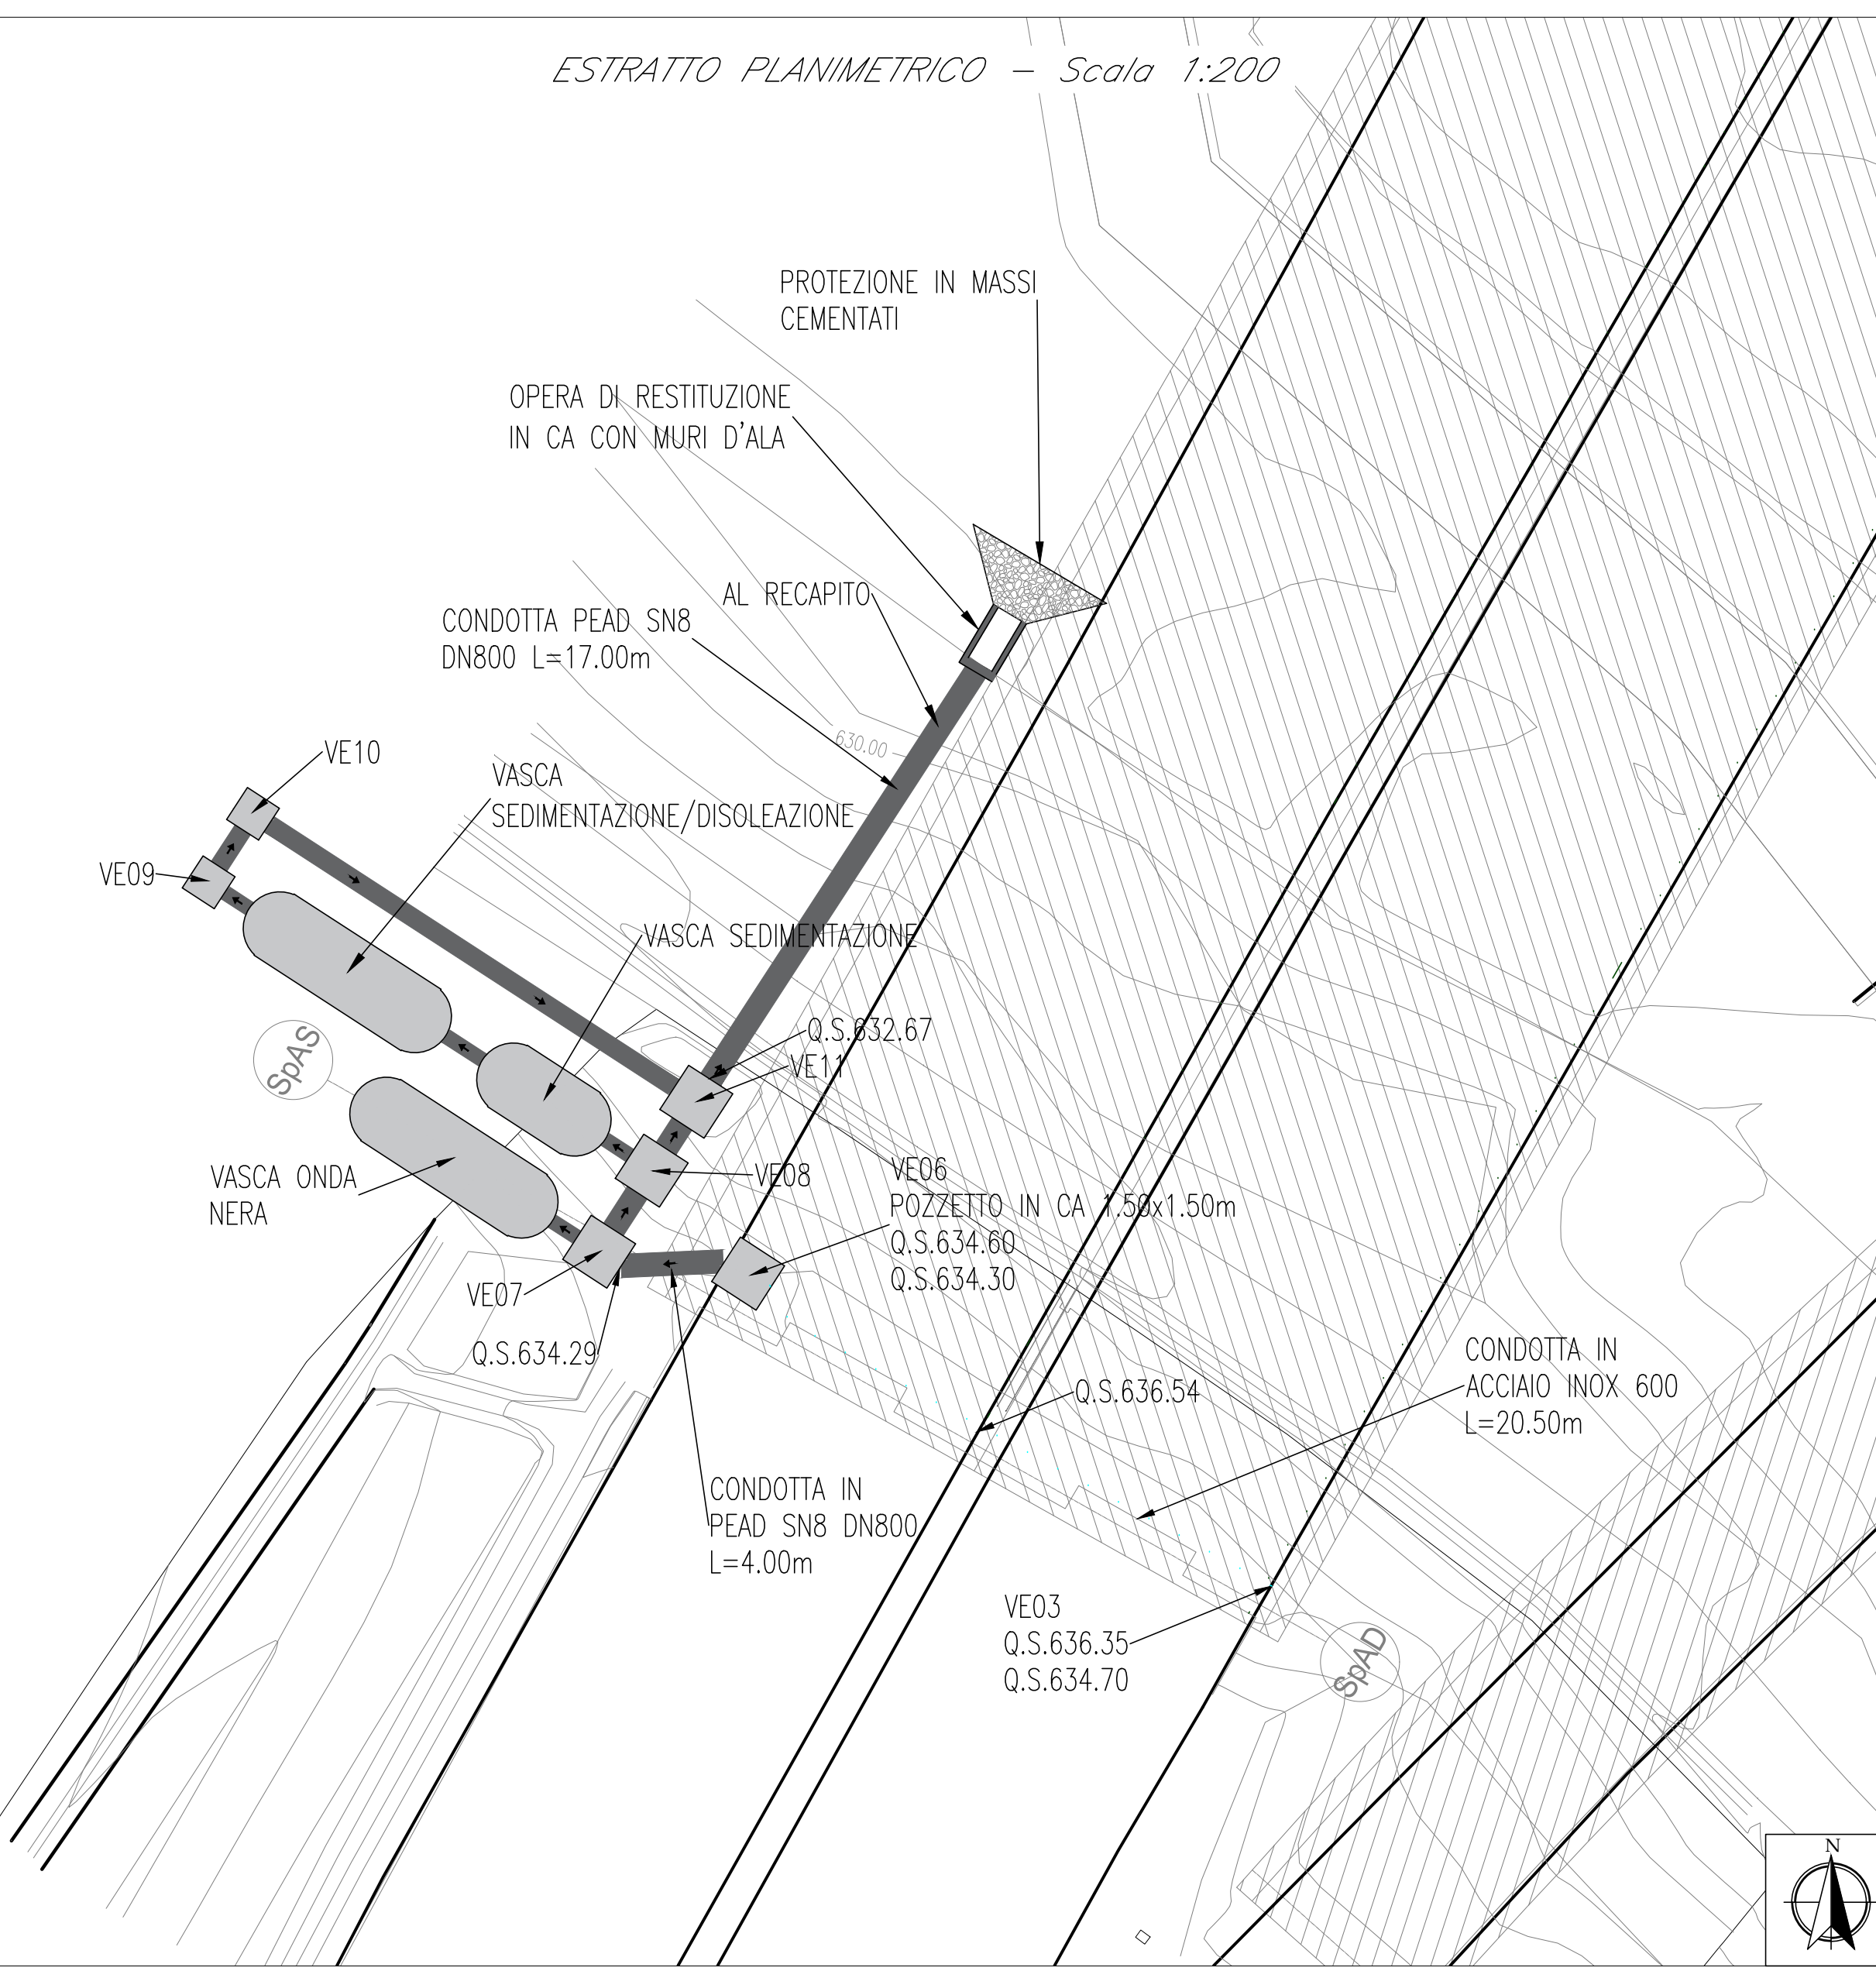 ESTRATTO PLANIMETRICO – Scala 1:200
PROTEZIONE IN MASSI
CEMENTATI
OPERA DI RESTITUZIONE
IN CA CON MURI D'ALA
AL RECAPITO
CONDOTTA PEAD SN8
DN800 L=17.00m
630.00
VE10
VASCA
SEDIMENTAZIONE/DISOLEAZIONE
VE09
VASCA SEDIMENTAZIONE
Q.S.632.67
VE11
SpAS
VASCA ONDA
NERA
VE08
VE06
POZZETTO IN CA 1.50x1.50m
Q.S.634.60
Q.S.634.30
VE07
Q.S.634.29
Q.S.636.54
CONDOTTA IN
ACCIAIO INOX 600
L=20.50m
CONDOTTA IN
PEAD SN8 DN800
L=4.00m
VE03
Q.S.636.35
Q.S.634.70
SpAD
N